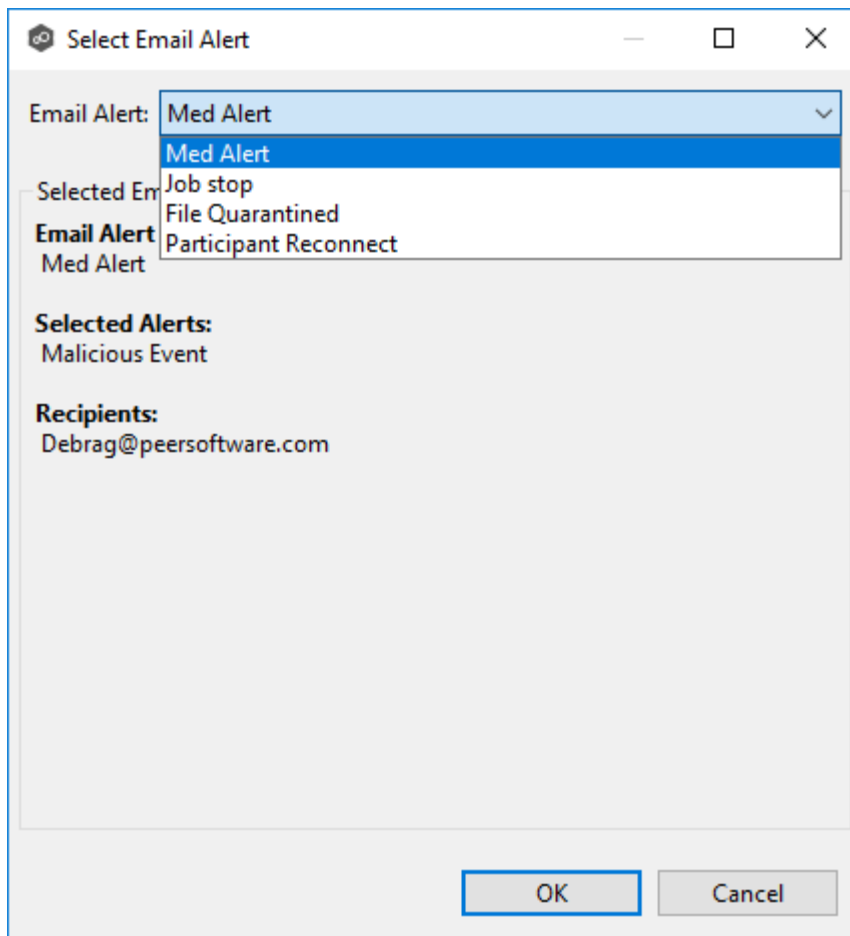 Select Email Alert
Email Alert: Med Alert
Med Alert
Job stop
File Quarantined
Participant Reconnect
Selected Em
Email Alert
Med Alert
Selected Alerts:
Malicious Event
Recipients:
Debrag@peersoftware.com
OK
Cancel